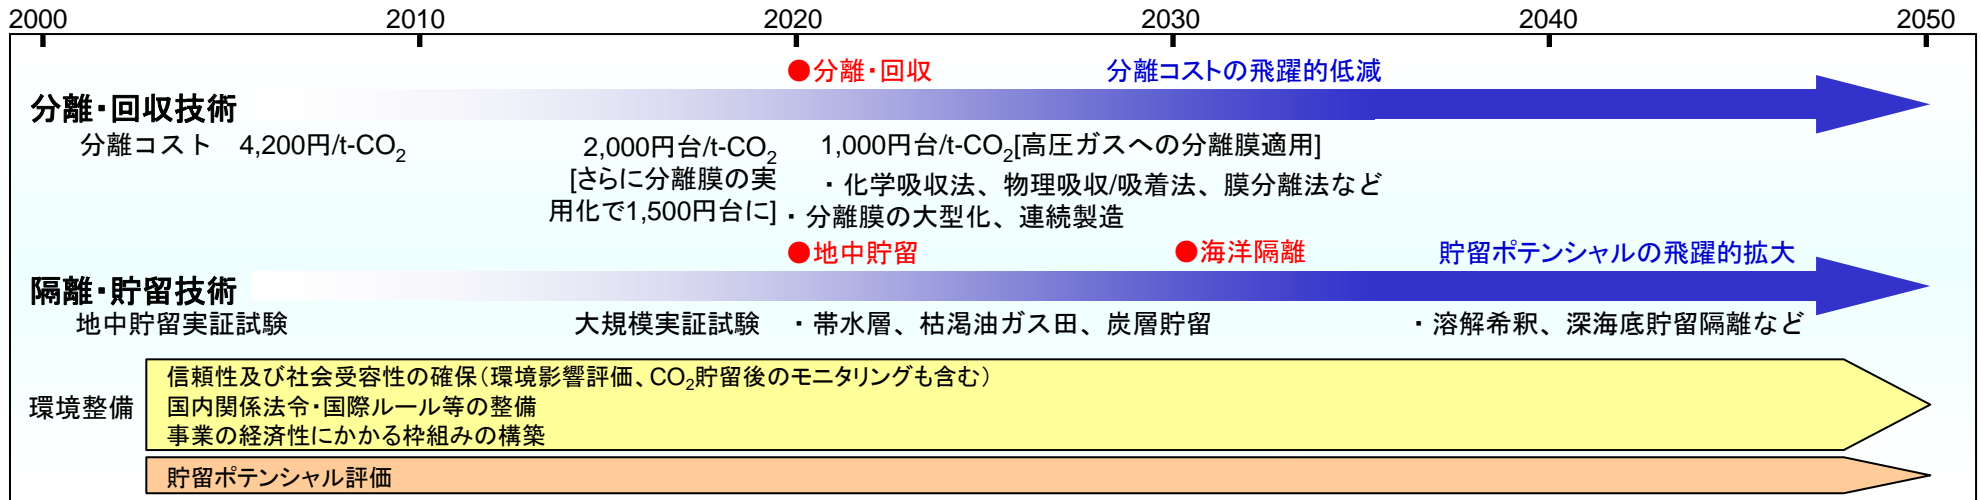 2000 2010 2020 2030 2040 2050
●分離・回収 分離コストの飛躍的低減
分離・回収技術
分離コスト 4,200円/t-CO2
2,000円台/t-CO2
[さらに分離膜の実
用化で1,500円台に]
1,000円台/t-CO2[高圧ガスへの分離膜適用]
・化学吸収法、物理吸収/吸着法、膜分離法など
・分離膜の大型化、連続製造
●地中貯留 ●海洋隔離 貯留ポテンシャルの飛躍的拡大
隔離・貯留技術
地中貯留実証試験 大規模実証試験 ・帯水層、枯渇油ガス田、炭層貯留 ・溶解希釈、深海底貯留隔離など
環境整備
信頼性及び社会受容性の確保(環境影響評価、CO2貯留後のモニタリングも含む)
国内関係法令・国際ルール等の整備
事業の経済性にかかる枠組みの構築
貯留ポテンシャル評価